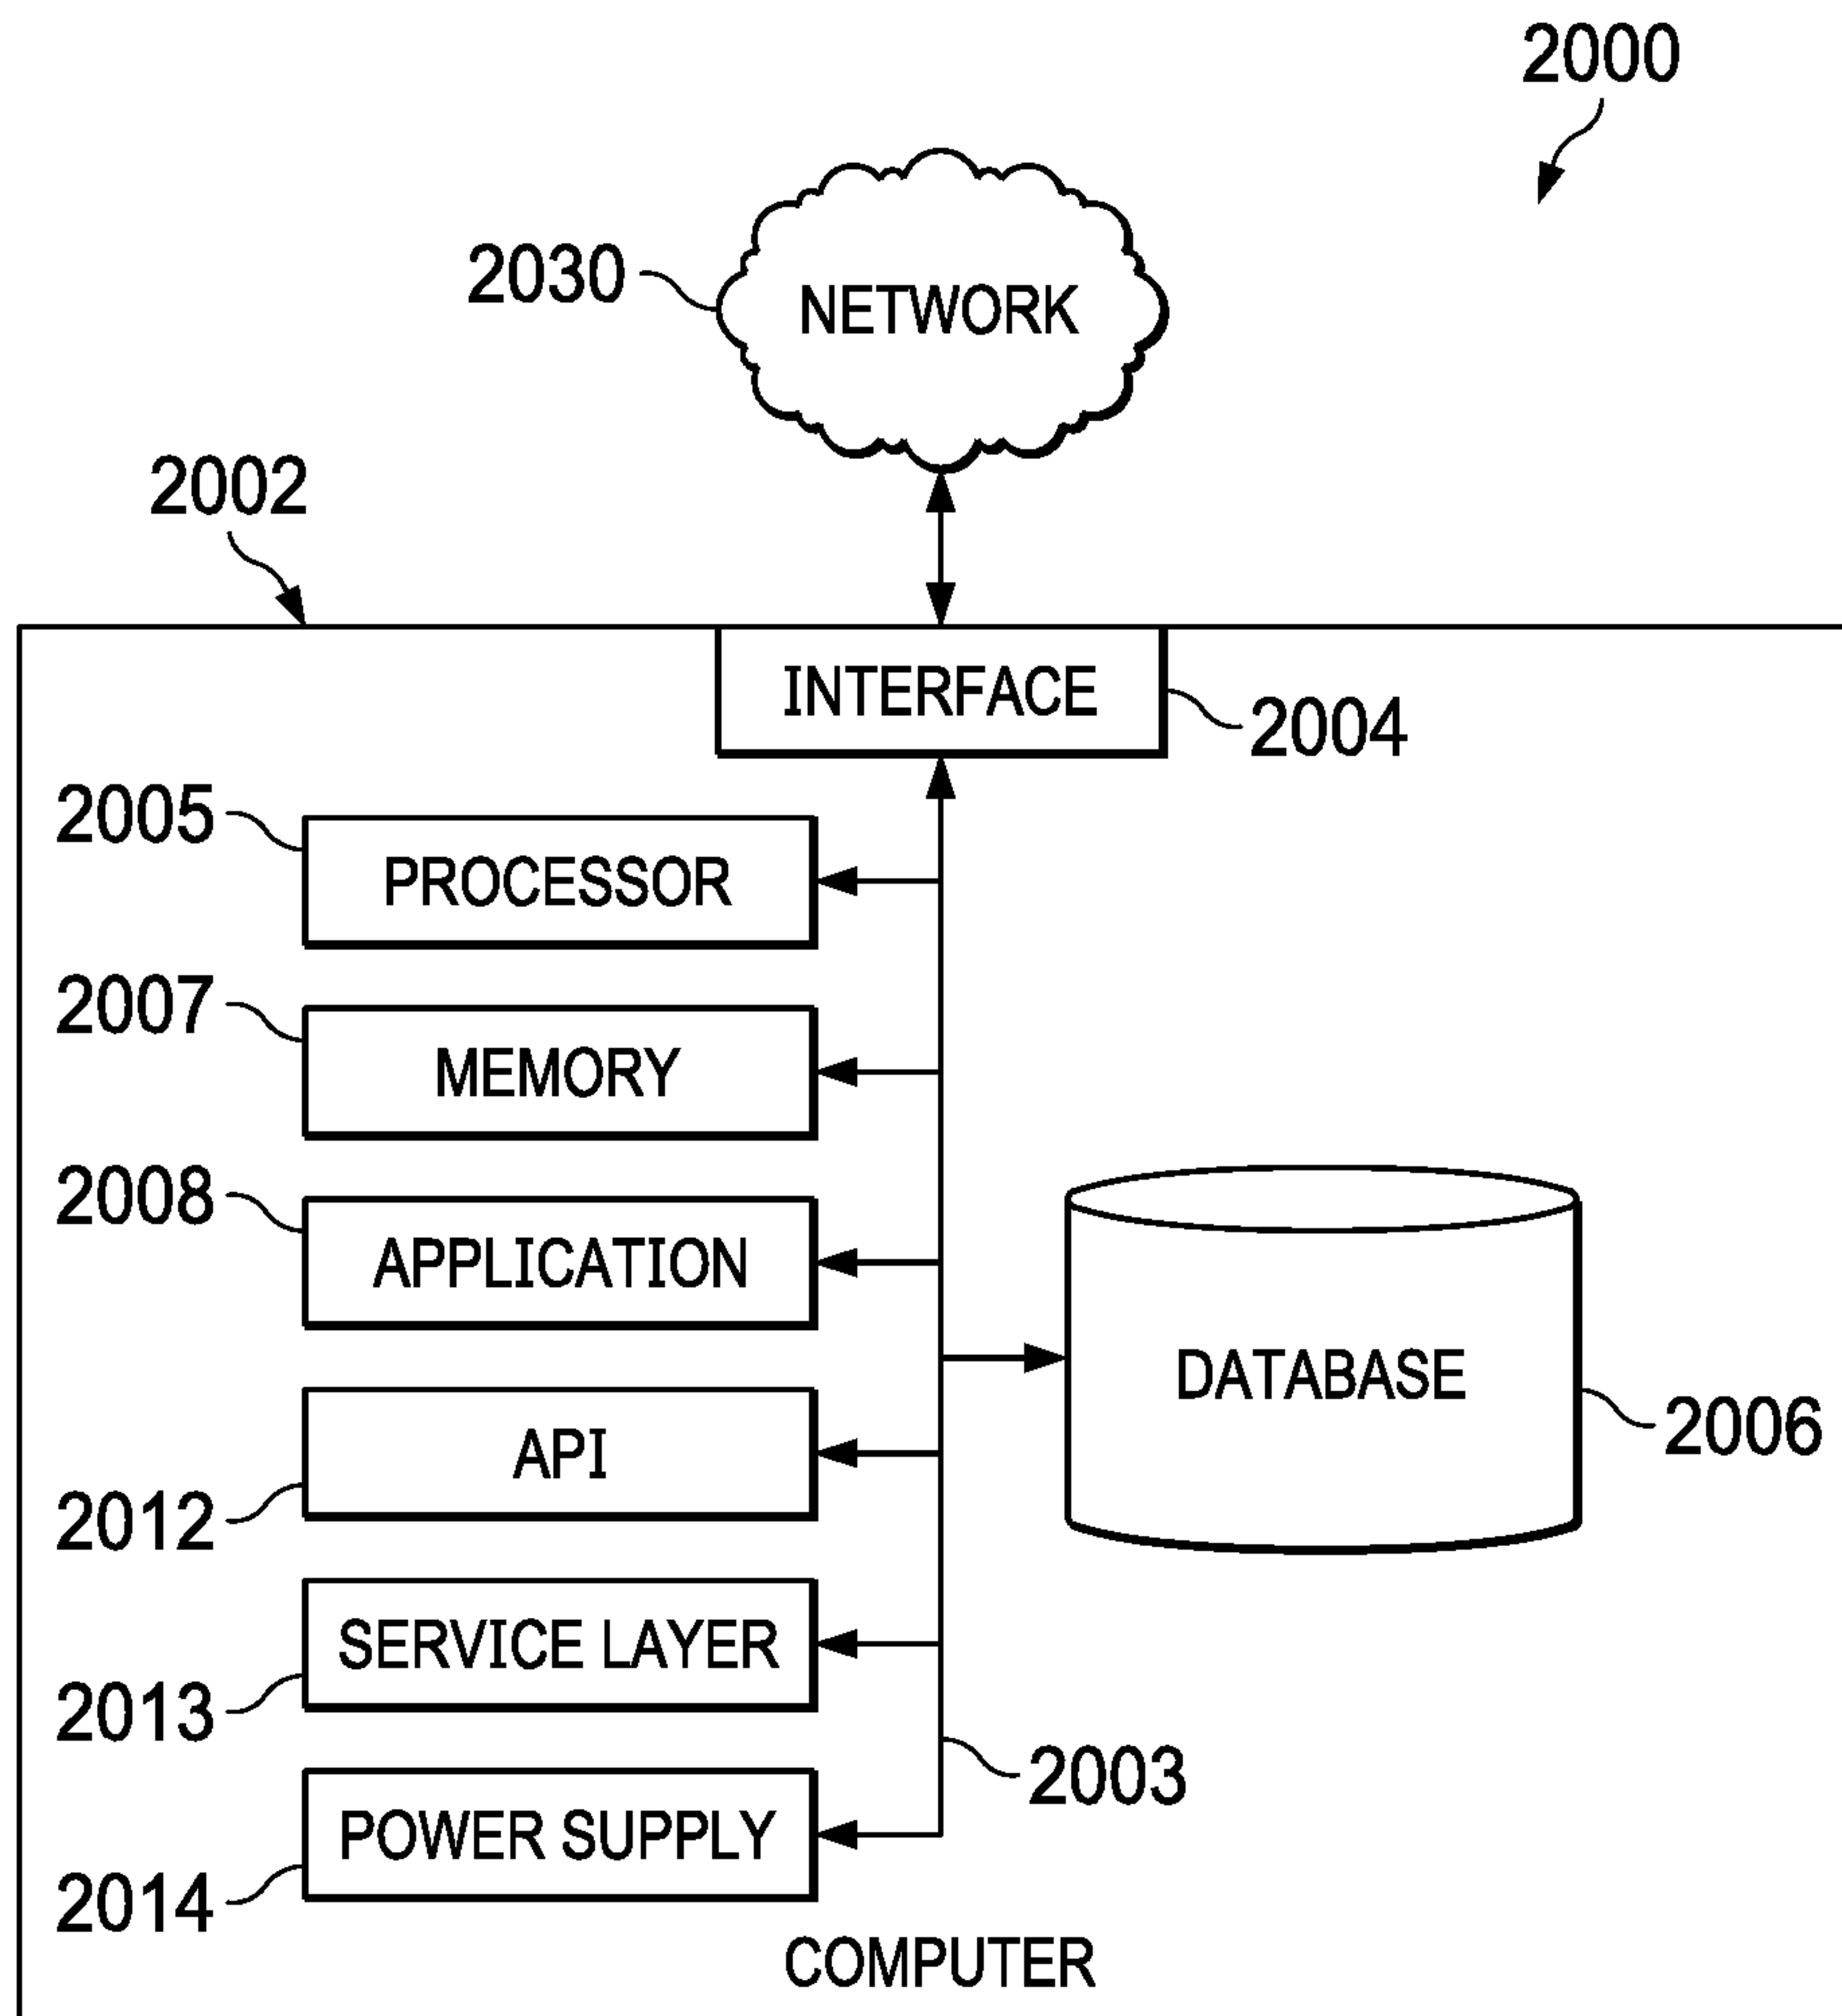 2000
2030
NETWORK
2002
INTERFACE
2004
2005
PROCESSOR
2007
MEMORY
2008
APPLICATION
DATABASE
2006
API
2012
SERVICE LAYER
2013
2003
POWER SUPPLY
2014
COMPUTER